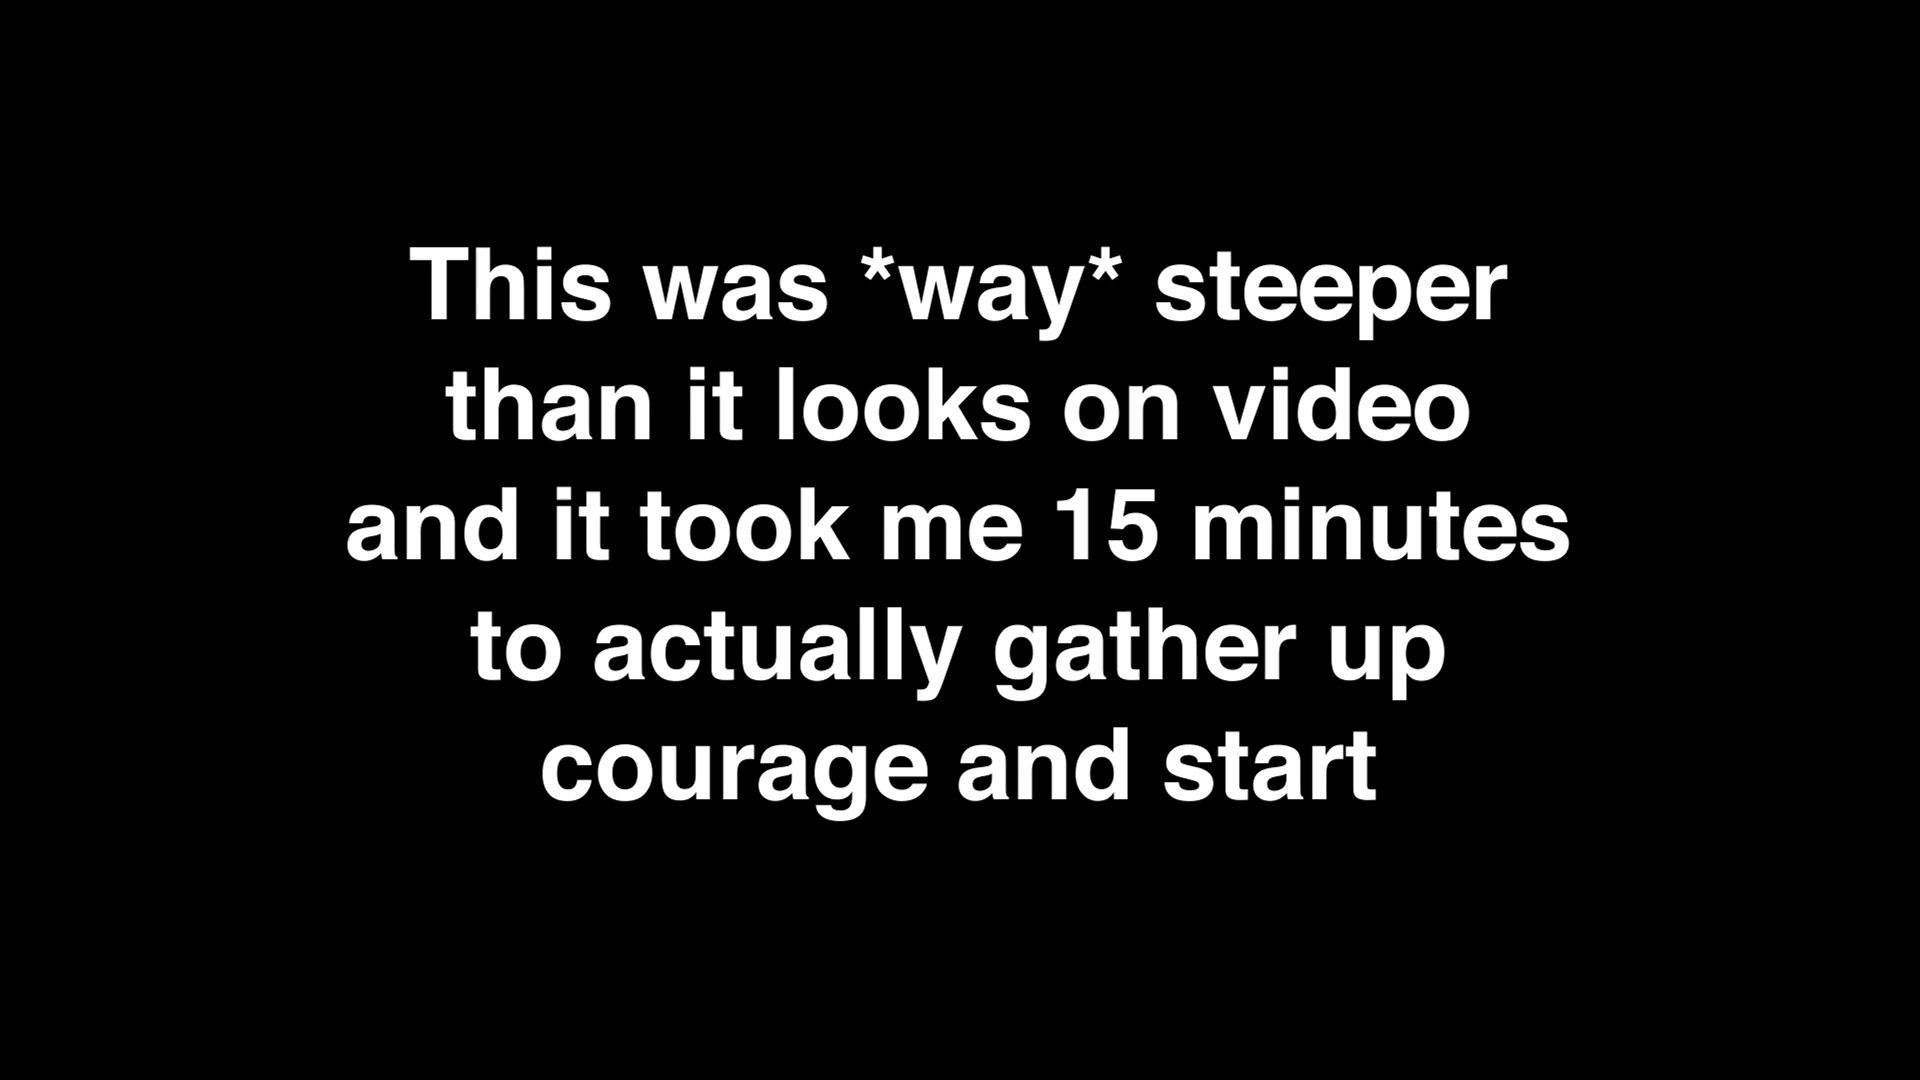 This was *way* steeper
than it looks on video
and it took me 15 minutes
to actually gather up
courage and start